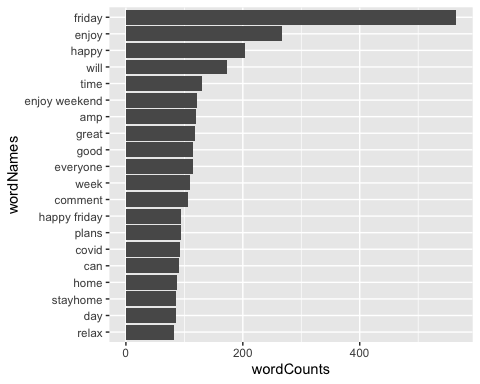 friday
enjoy
happy
will
time
enjoy weekend
amp
great
good
everyone
week
comment
happy friday
plans
covid
can
home
stayhome
day
relax
wordNames
0 200 400
wordCounts